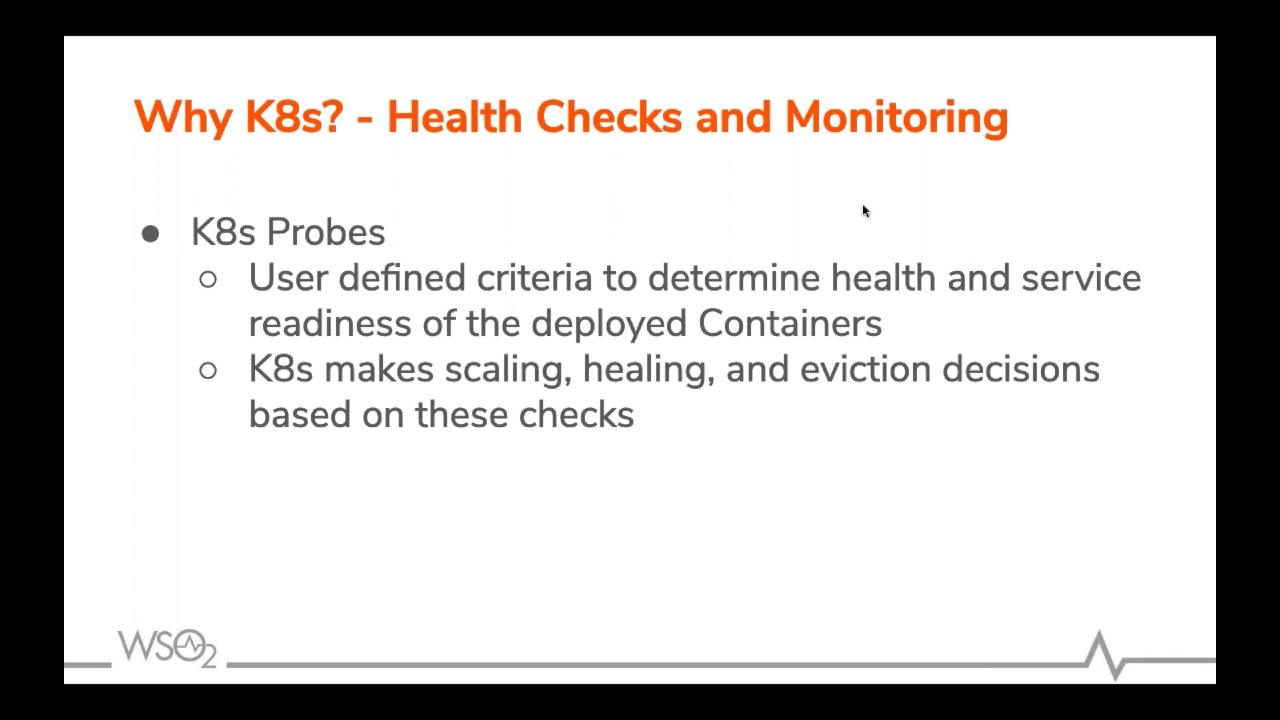 Why K8s? - Health Checks and Monitoring
● K8s Probes
○ User defined criteria to determine health and service
readiness of the deployed Containers
○ K8s makes scaling, healing, and eviction decisions
based on these checks
WSO2